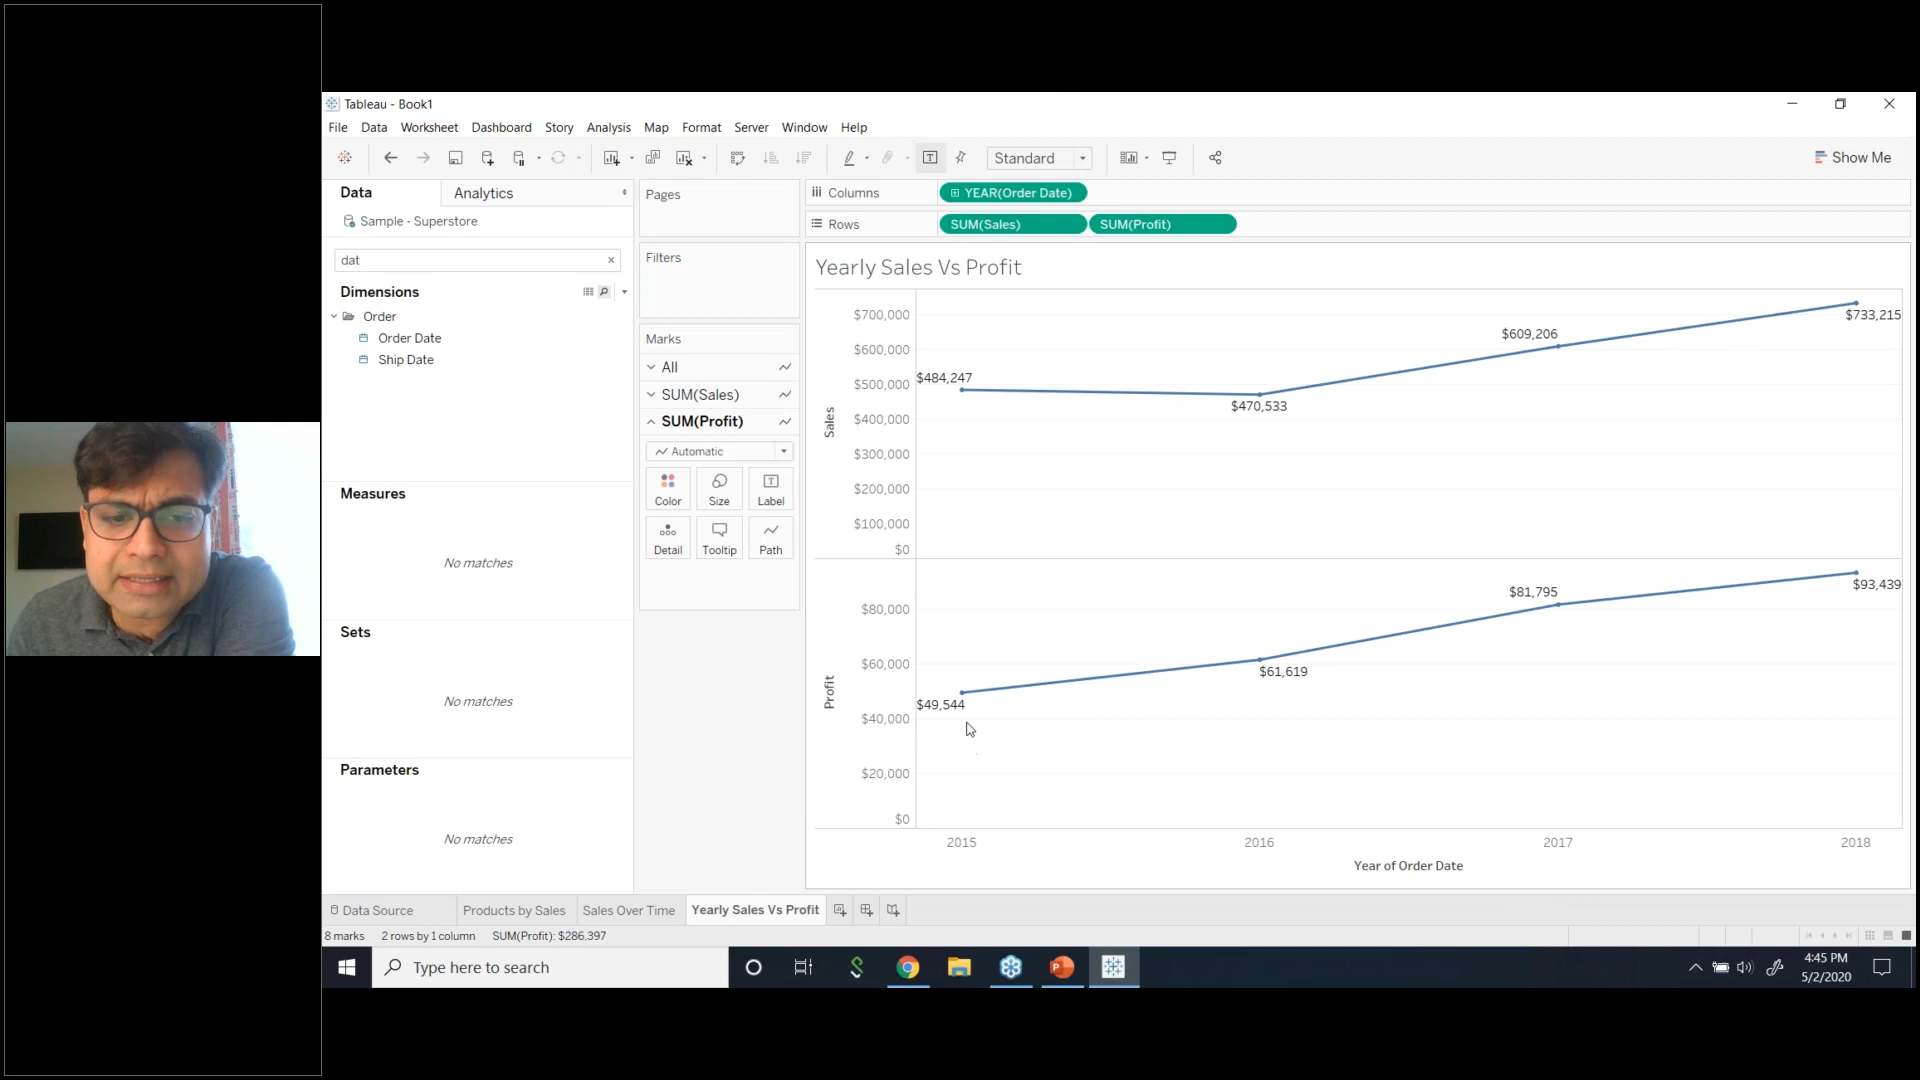 Tableau - Book1
File Data Worksheet Dashboard Story Analysis Map Format Server Window Help
Standard
Show Me
Data Analytics
Sample - Superstore
dat
Dimensions
Order
Order Date
Ship Date
Measures
No matches
Sets
No matches
Parameters
No matches
Pages
Filters
Marks
All
SUM(Sales)
SUM(Profit)
Automatic
Color Size Label
Detail Tooltip Path
Columns YEAR(Order Date)
Rows SUM(Sales) SUM(Profit)
Yearly Sales Vs Profit
Sales
$700,000
$600,000
$500,000
$400,000
$300,000
$200,000
$100,000
$0
$484,247
$470,533
$609,206
$733,215
Profit
$80,000
$60,000
$40,000
$20,000
$0
$49,544
$61,619
$81,795
$93,439
2015 2016 2017 2018
Year of Order Date
Data Source Products by Sales Sales Over Time Yearly Sales Vs Profit
8 marks 2 rows by 1 column SUM(Profit): $286,397
Type here to search
4:45 PM
5/2/2020